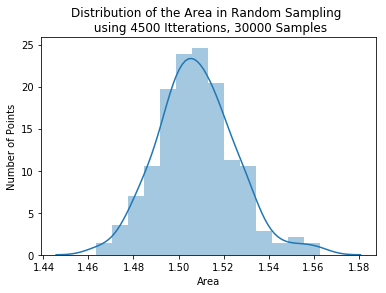 Distribution of the Area in Random Sampling
using 4500 Itterations, 30000 Samples
25
20
15
10
5
0
Number of Points
1.44 1.46 1.48 1.50 1.52 1.54 1.56 1.58
Area